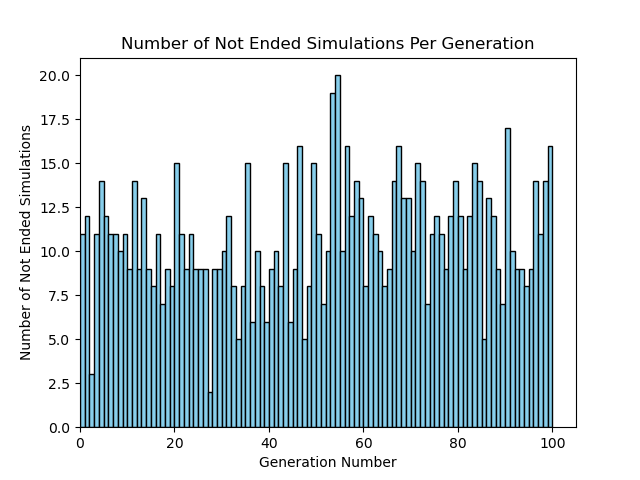 Number of Not Ended Simulations Per Generation
20.0
17.5
15.0
12.5
10.0
7.5
5.0
2.5
0.0
Number of Not Ended Simulations
0 20 40 60 80 100
Generation Number